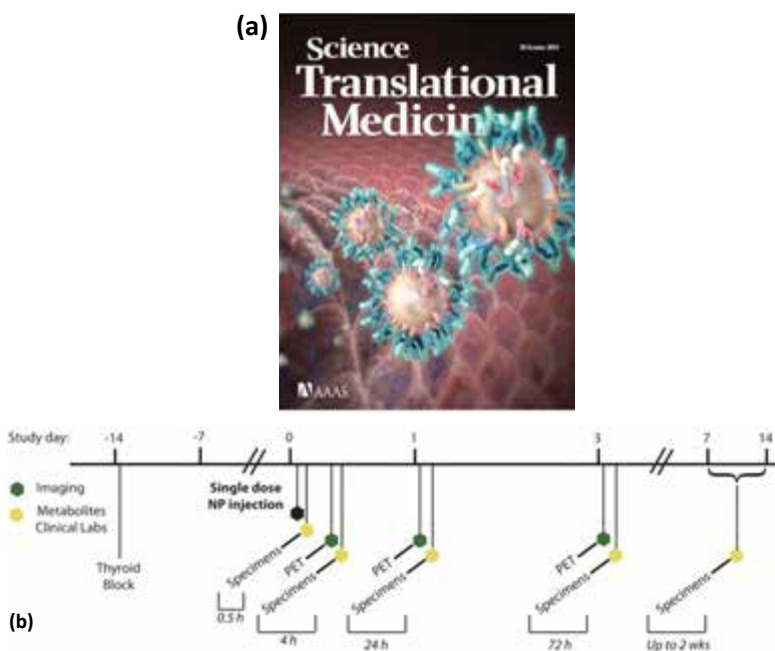 (a)
Science
Translational
Medicin
AAAS
Study day: -14 -7 0 1 3 7 14
Imaging
Metabolites
Clinical Labs
Single dose
NP injection
Thyroid
Block
Specimens PET Specimens PET Specimens PET Specimens Specimens
0.5 h 4 h 24 h 72 h Up to 2 wks
(b)